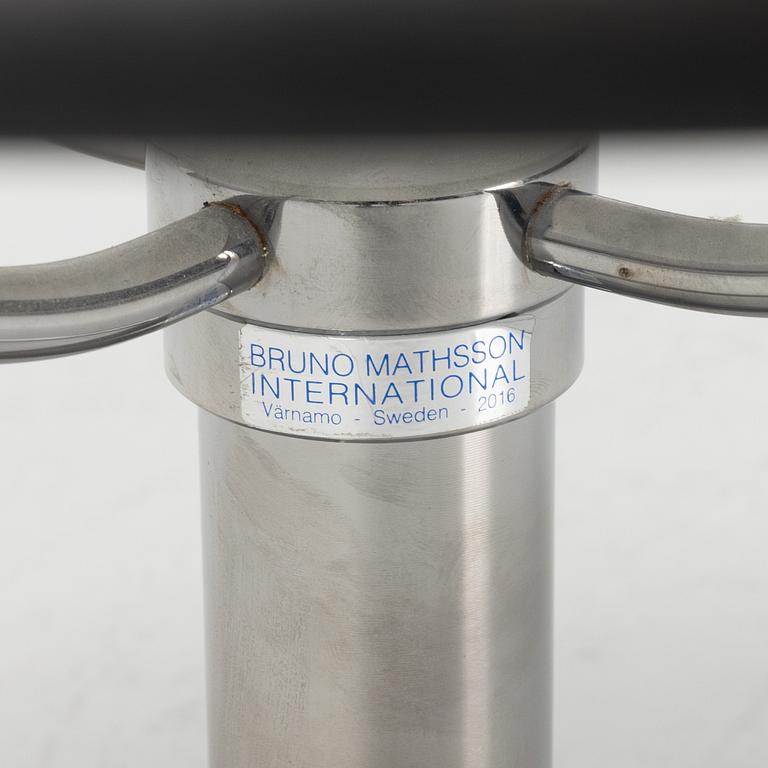 BRUNO MATHSSON
INTERNATIONAL
Värnamo - Sweden - 2016